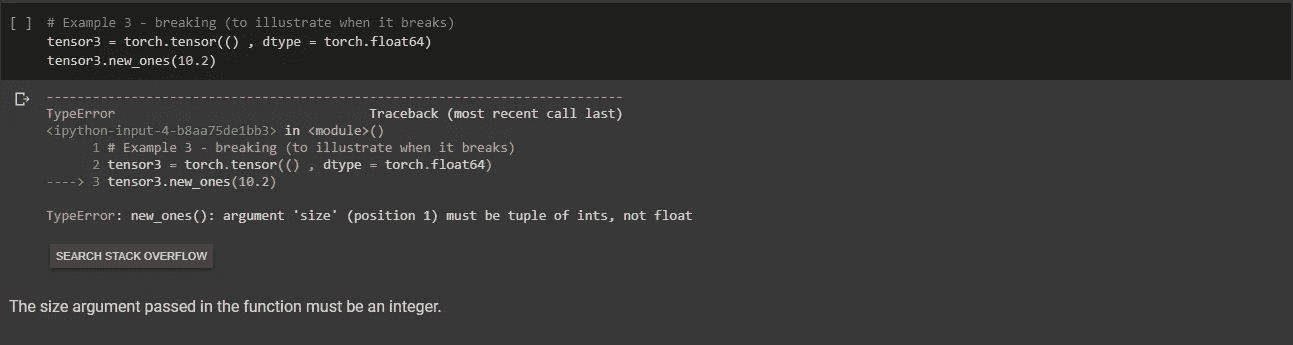 [ ] # Example 3 - breaking (to illustrate when it breaks)
tensor3 = torch.tensor(() , dtype = torch.float64)
tensor3.new_ones(10.2)
---------------------------------------------------------------------------
TypeError Traceback (most recent call last)
<ipython-input-4-b8aa75de1bb3> in <module>()
1 # Example 3 - breaking (to illustrate when it breaks)
2 tensor3 = torch.tensor(() , dtype = torch.float64)
----> 3 tensor3.new_ones(10.2)
TypeError: new_ones(): argument 'size' (position 1) must be tuple of ints, not float
SEARCH STACK OVERFLOW
The size argument passed in the function must be an integer.